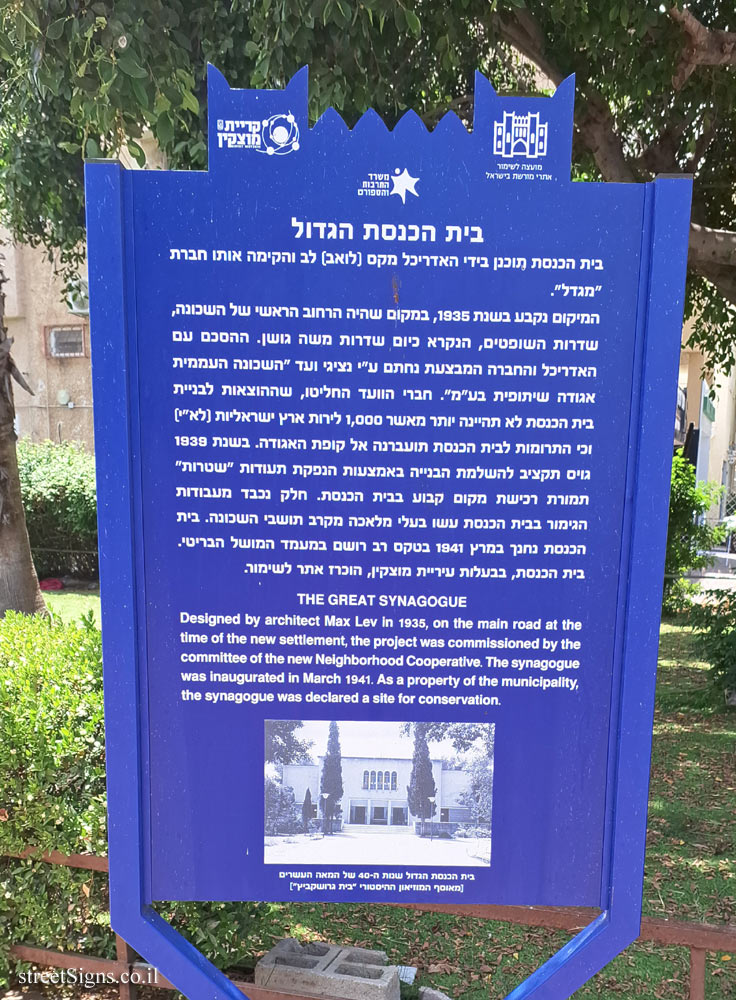 קריית
מוצקין
מועצה לשימור
אתרי מורשת בישראל
משרד
התרבות
והספורט
בית הכנסת הגדול
בית הכנסת תֻוכנן בידי האדריכל מקס (לואב) לב והקימה אותו חברת
"מגדל".
המיקום נקבע בשנת 1935, במקום שהיה הרחוב הראשי של השכונה,
שדרות השופטים, הנקרא כיום שדרות משה גושן. ההסכם עם
האדריכל והחברה המבצעת נחתם ע"י נציגי ועד "השכונה העממית
אגודה שיתופית בע"מ". חברי הוועד החליטו, שההוצאות לבניית
בית הכנסת לא תהיינה יותר מאשר 1,000 לירות ארץ ישראליות (לא"י)
וכי התרומות לבית הכנסת תועברנה אל קופת האגודה. בשנת 1939
גויס תקציב להשלמת הבנייה באמצעות הנפקת תעודות "שטרות"
תמורת רכישת מקום קבוע בבית הכנסת. חלק נכבד מעבודות
הגימור בבית הכנסת עשו בעלי מלאכה מקרב תושבי השכונה. בית
הכנסת נחנך במרץ 1941 בטקס רב רושם במעמד המושל הבריטי.
בית הכנסת, בבעלות עיריית מוצקין, הוכרז אתר לשימור.
THE GREAT SYNAGOGUE
Designed by architect Max Lev in 1935, on the main road at the
time of the new settlement, the project was commissioned by the
committee of the new Neighborhood Cooperative. The synagogue
was inaugurated in March 1941. As a property of the municipality,
the synagogue was declared a site for conservation.
בית הכנסת הגדול שנות ה-40 של המאה העשרים
[מאוסף המוזיאון ההיסטורי "בית גרושקביץ"]
streetSigns.co.il